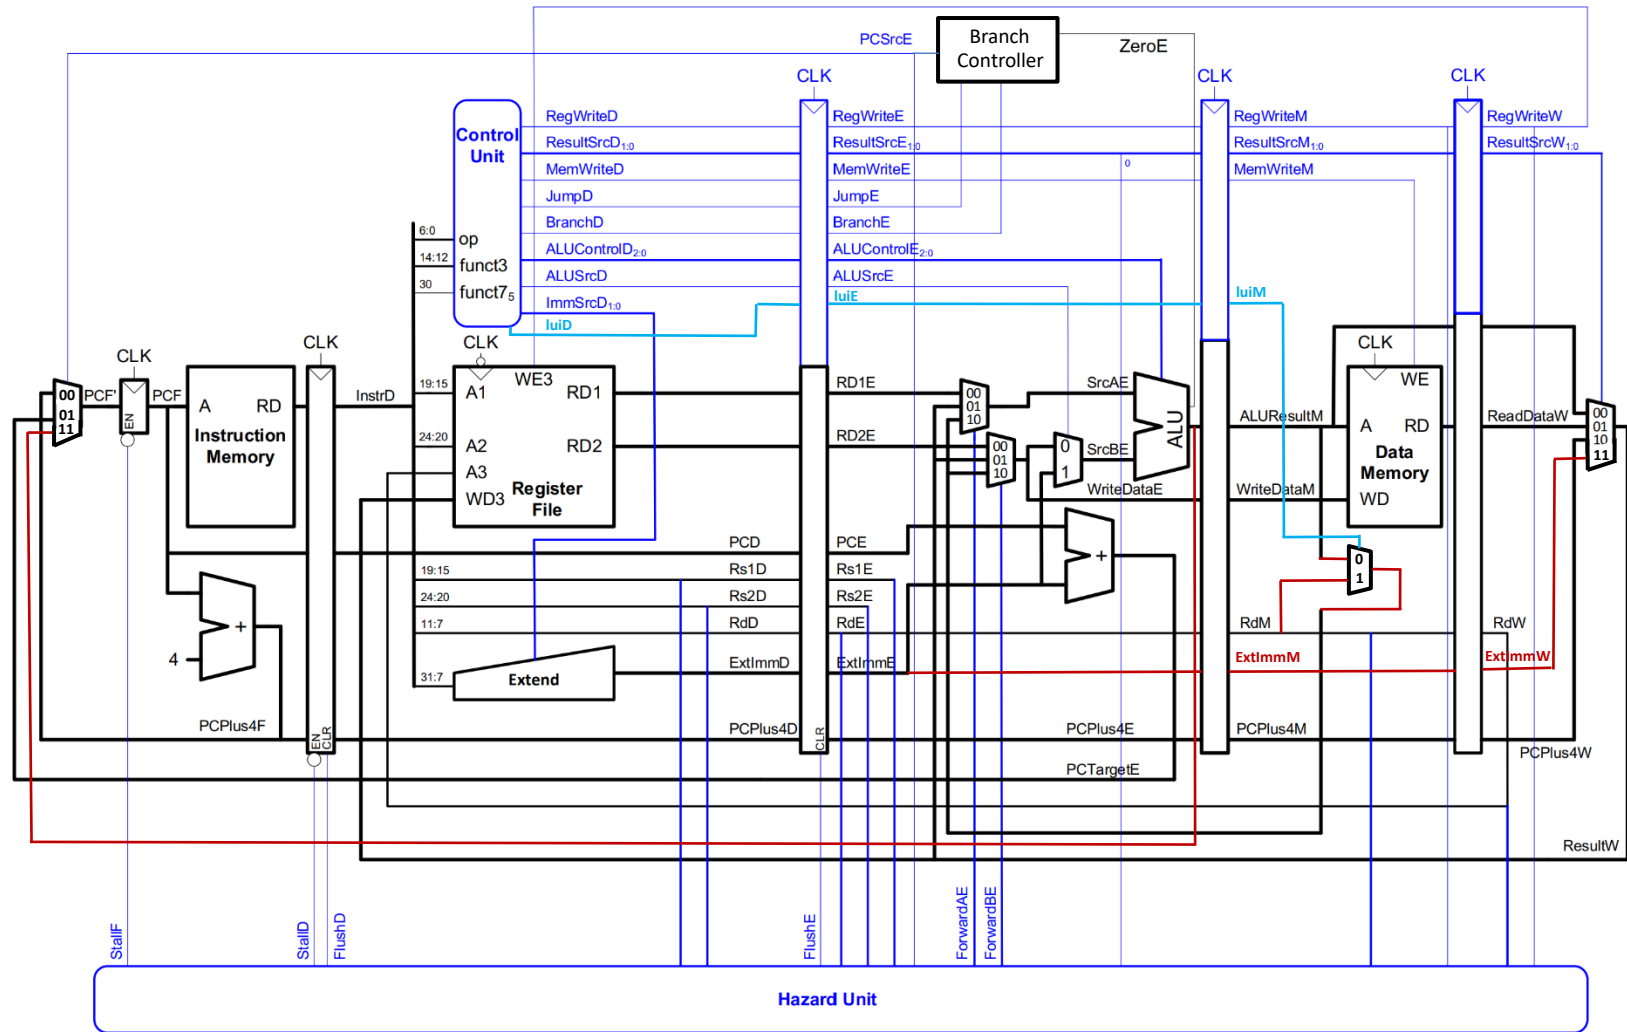 Branch
Controller
PCSrcE
ZeroE
CLK
CLK
CLK
Control
Unit
RegWriteD
RegWriteE
RegWriteM
RegWriteW
ResultSrcD1:0
ResultSrcE1:0
ResultSrcM1:0
ResultSrcW1:0
0
MemWriteD
MemWriteE
MemWriteM
JumpD
JumpE
BranchD
BranchE
6:0
op
14:12
funct3
30
funct75
ALUControlD2:0
ALUControlE2:0
ALUSrcD
ALUSrcE
ImmSrcD1:0
luiD
luiE
luiM
CLK
CLK
CLK
CLK
00
01
11
PCF'
EN
PCF
A
RD
Instruction
Memory
InstrD
19:15
A1
WE3
RD1
24:20
A2
RD2
A3
WD3
Register
File
RD1E
RD2E
00
01
10
00
01
10
0
1
SrcAE
SrcBE
ALU
WriteDataE
ALUResultM
WriteDataM
A
RD
WE
Data
Memory
WD
ReadDataW
00
01
10
11
PCD
PCE
+
0
1
19:15
Rs1D
Rs1E
24:20
Rs2D
Rs2E
11:7
RdD
RdE
RdM
RdW
4
+
31:7
Extend
ExtImmD
ExtImmE
ExtImmM
ExtImmW
PCPlus4F
EN
CLR
PCPlus4D
CLR
PCPlus4E
PCPlus4M
PCPlus4W
PCTargetE
ResultW
StallF
StallD
FlushD
FlushE
ForwardAE
ForwardBE
Hazard Unit